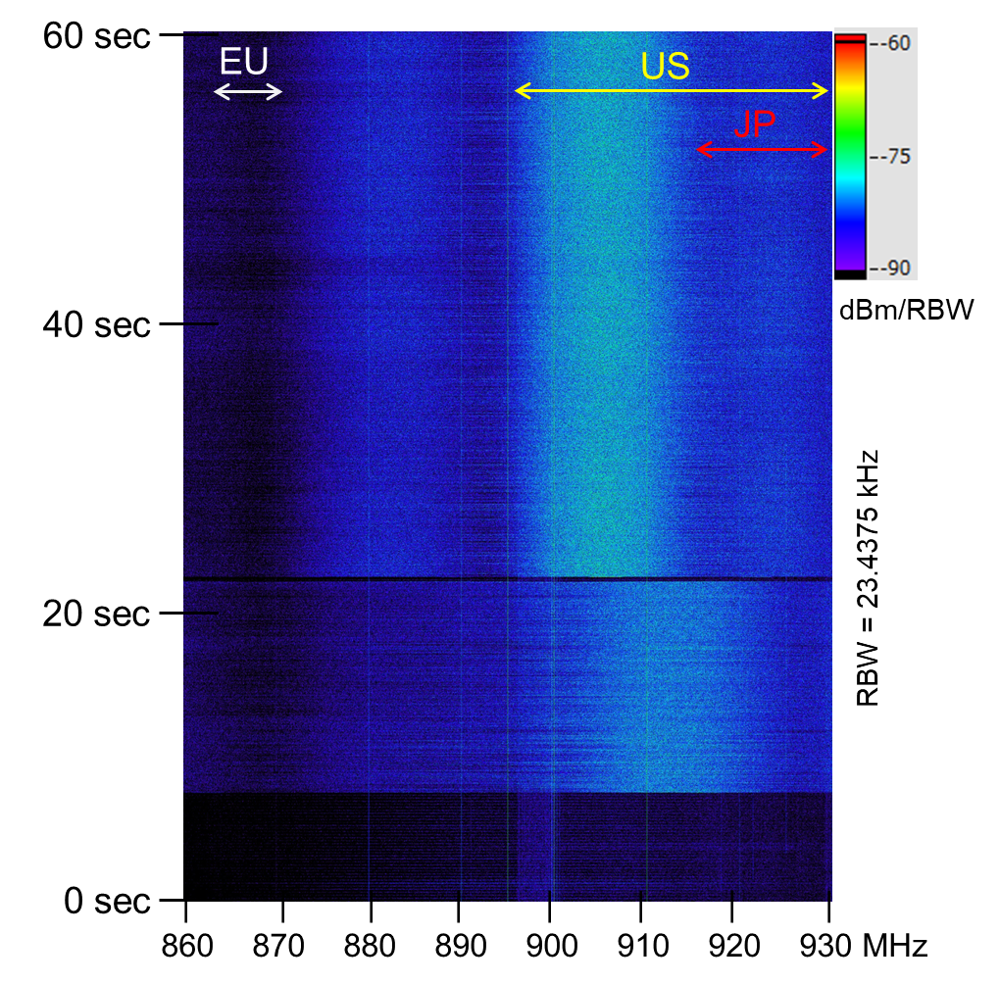 60 sec
EU
US
JP
--60
--75
--90
dBm/RBW
40 sec
RBW = 23.4375 kHz
20 sec
0 sec
860 870 880 890 900 910 920 930 MHz